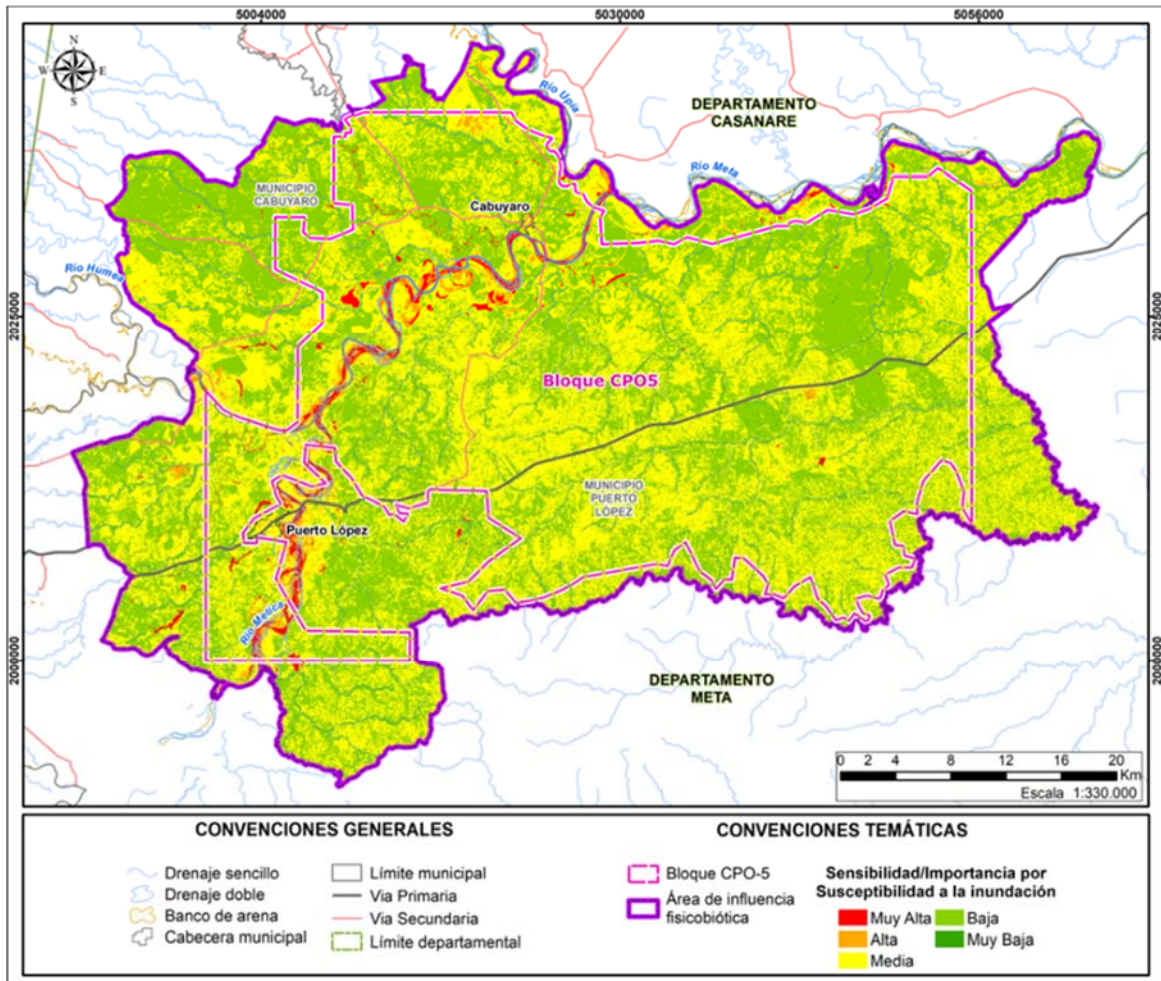 5004000
5030000
5056000
N
W
E
S
Río Upía
DEPARTAMENTO
CASANARE
Río Meta
MUNICIPIO
CABUYARO
Cabuyaro
Río Humea
2025000
2025000
Bloque CPO5
MUNICIPIO
PUERTO
LÓPEZ
Puerto López
Río Metica
2000000
2000000
DEPARTAMENTO
META
0 2 4 8 12 16 20
Km
Escala 1:330.000
CONVENCIONES GENERALES
Drenaje sencillo
Drenaje doble
Banco de arena
Cabecera municipal
Límite municipal
Via Primaria
Via Secundaria
Límite departamental
CONVENCIONES TEMÁTICAS
Bloque CPO-5
Área de influencia
fisicobiótica
Sensibilidad/Importancia por
Susceptibilidad a la inundación
Muy Alta
Alta
Media
Baja
Muy Baja